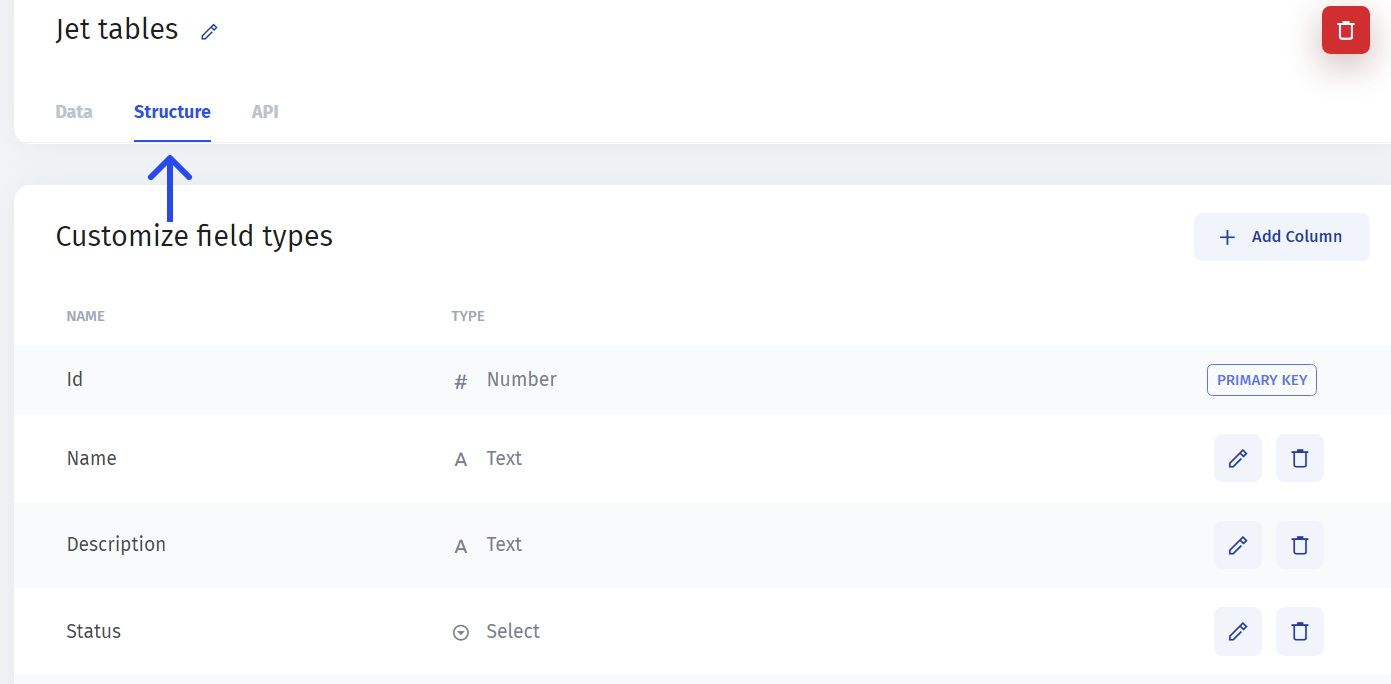 Jet tables
Data Structure API
Customize field types
Add Column
NAME TYPE
Id # Number PRIMARY KEY
Name A Text
Description A Text
Status Select